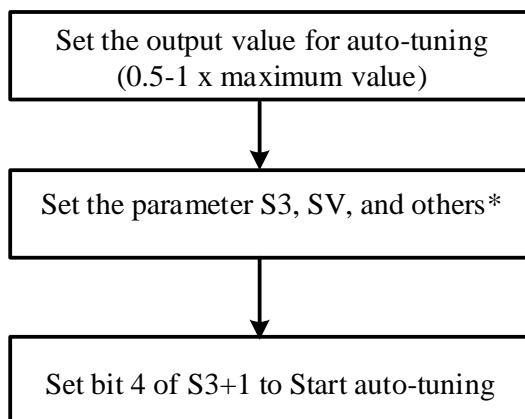 Set the output value for auto-tuning
(0.5-1 x maximum value)
Set the parameter S3, SV, and others*
Set bit 4 of S3+1 to Start auto-tuning